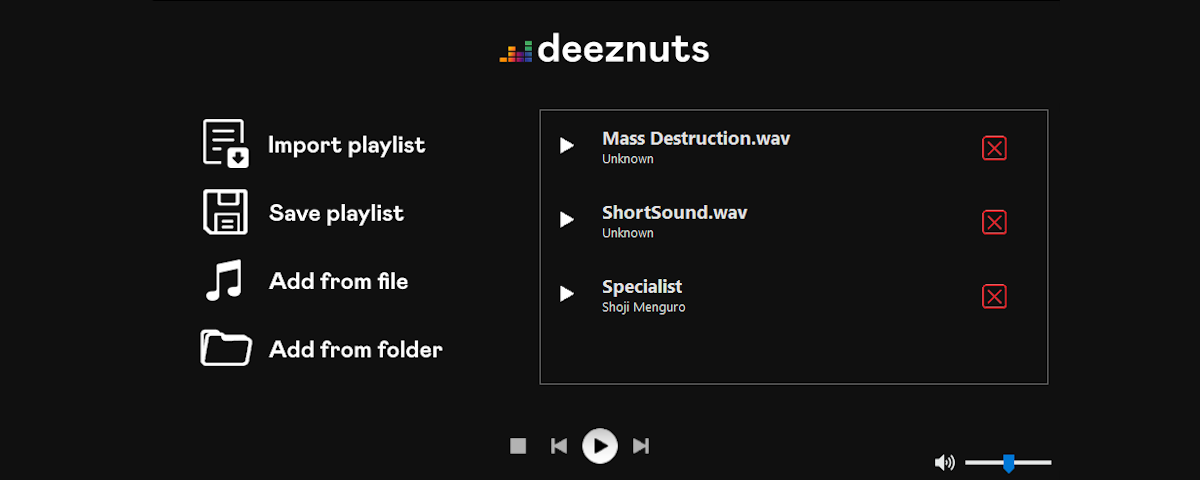 deeznuts
Import playlist
Save playlist
Add from file
Add from folder
Mass Destruction.wav
Unknown
ShortSound.wav
Unknown
Specialist
Shoji Menguro